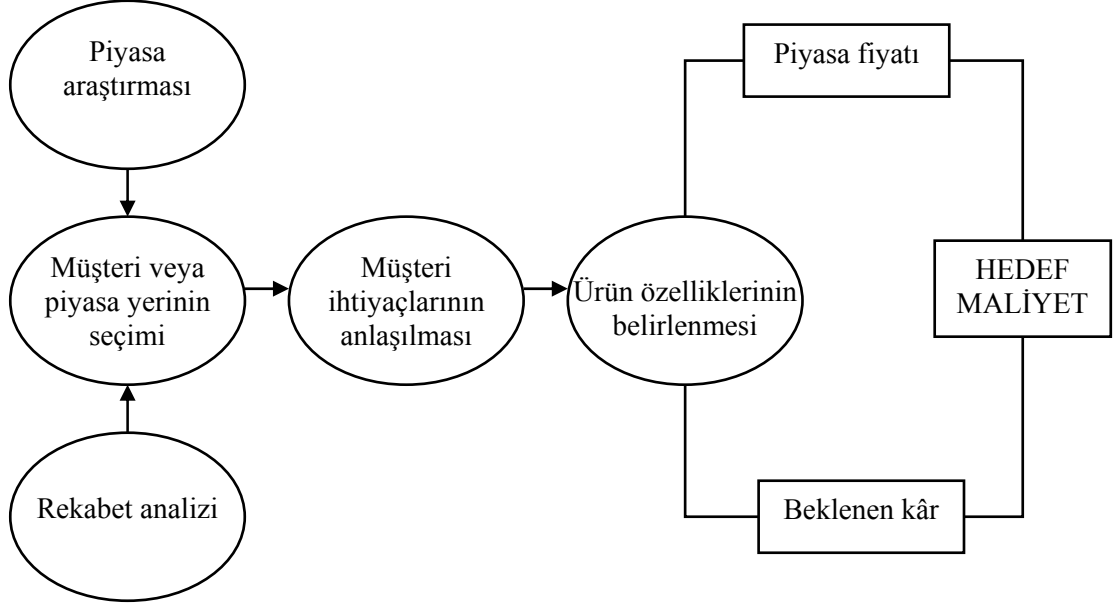 Piyasa
araştırması
Piyasa fiyatı
Müşteri veya
piyasa yerinin
seçimi
Müşteri
ihtiyaçlarının
anlaşılması
Ürün özelliklerinin
belirlenmesi
HEDEF
MALİYET
Rekabet analizi
Beklenen kâr